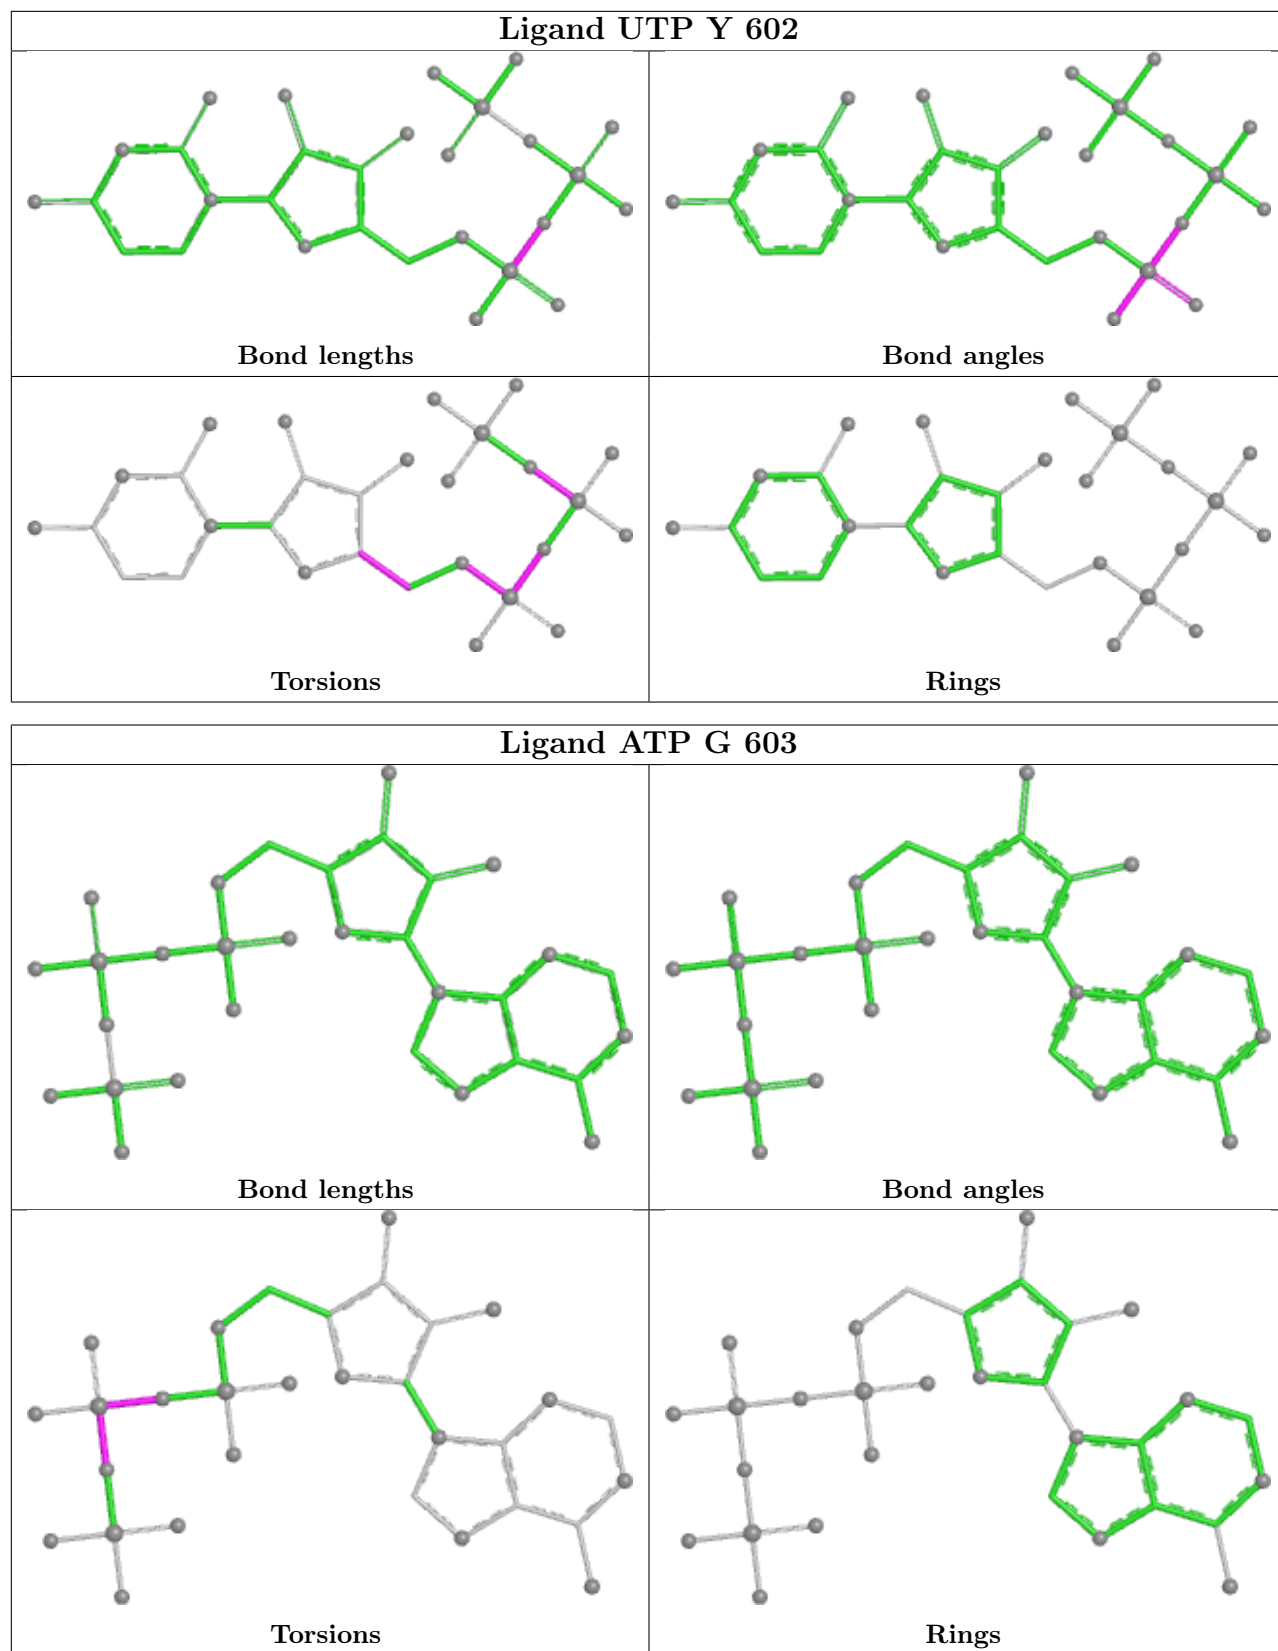 Ligand UTP Y 602
Bond lengths
Bond angles
Torsions
Rings
Ligand ATP G 603
Bond lengths
Bond angles
Torsions
Rings